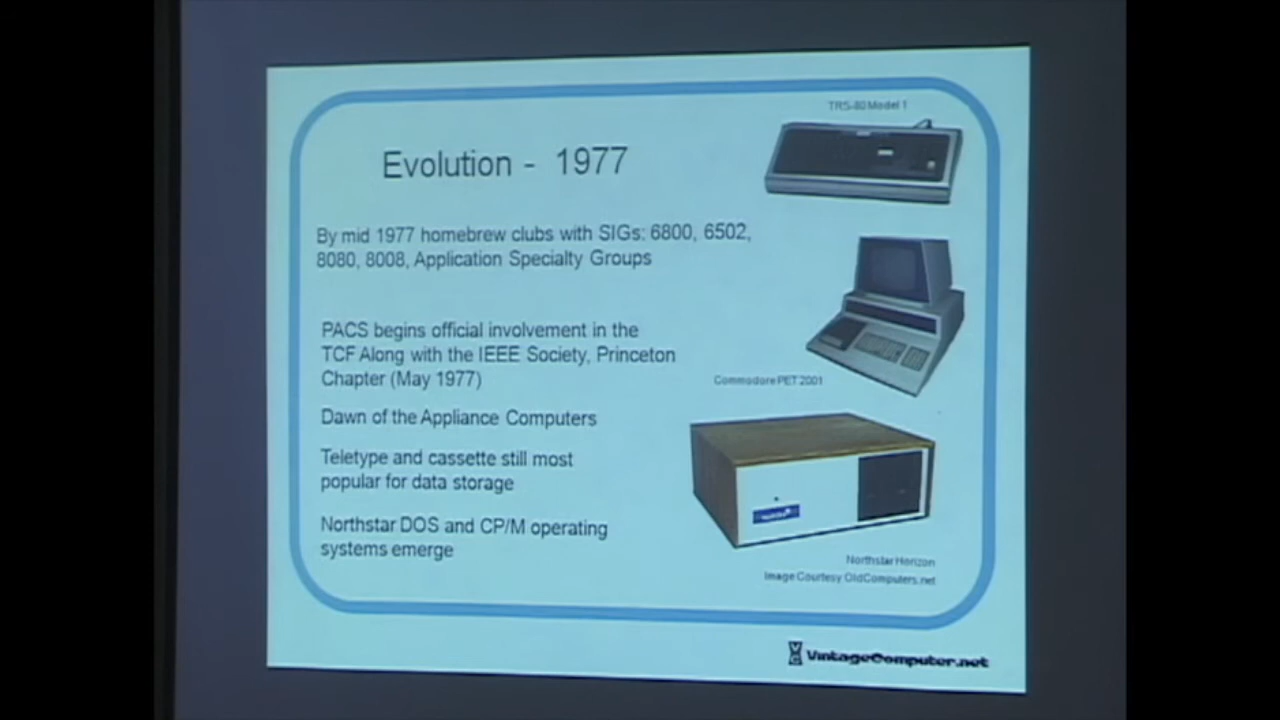 TRS-80 Model 1
Evolution - 1977
By mid 1977 homebrew clubs with SIGs: 6800, 6502,
8080, 8008, Application Specialty Groups
PACS begins official involvement in the
TCF Along with the IEEE Society, Princeton
Chapter (May 1977)
Commodore PET 2001
Dawn of the Appliance Computers
Teletype and cassette still most
popular for data storage
Northstar DOS and CP/M operating
systems emerge
Northstar Horizon
Image Courtesy OldComputers.net
VintageComputer.net